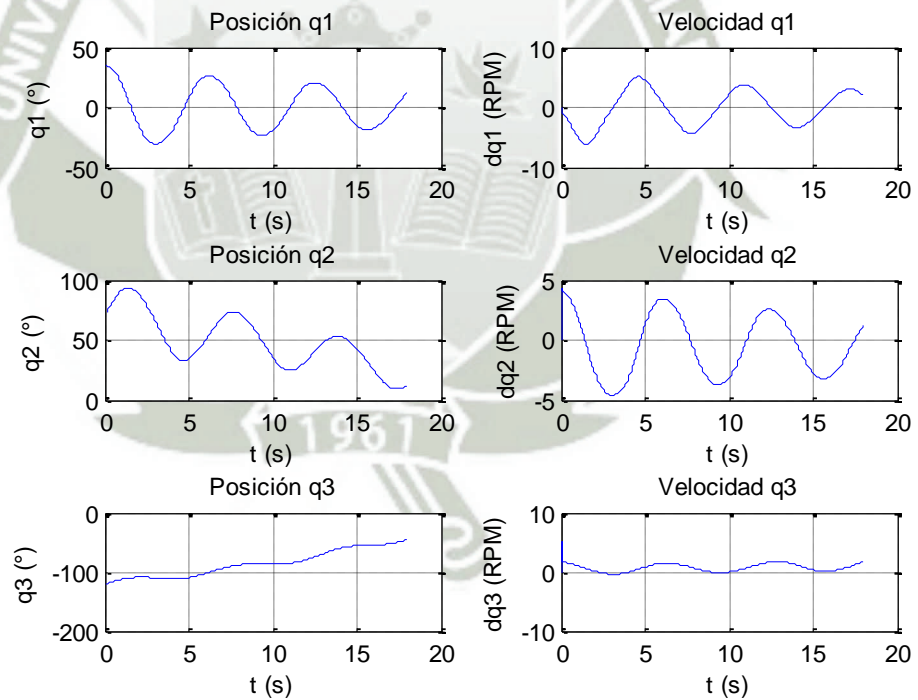 Posición q1
50
0
-50
q1 (°)
0 5 10 15 20
t (s)
Velocidad q1
10
0
-10
dq1 (RPM)
0 5 10 15 20
t (s)
Posición q2
100
50
0
q2 (°)
0 5 10 15 20
t (s)
Velocidad q2
5
0
-5
dq2 (RPM)
0 5 10 15 20
t (s)
Posición q3
0
-100
-200
q3 (°)
0 5 10 15 20
t (s)
Velocidad q3
10
0
-10
dq3 (RPM)
0 5 10 15 20
t (s)
1961